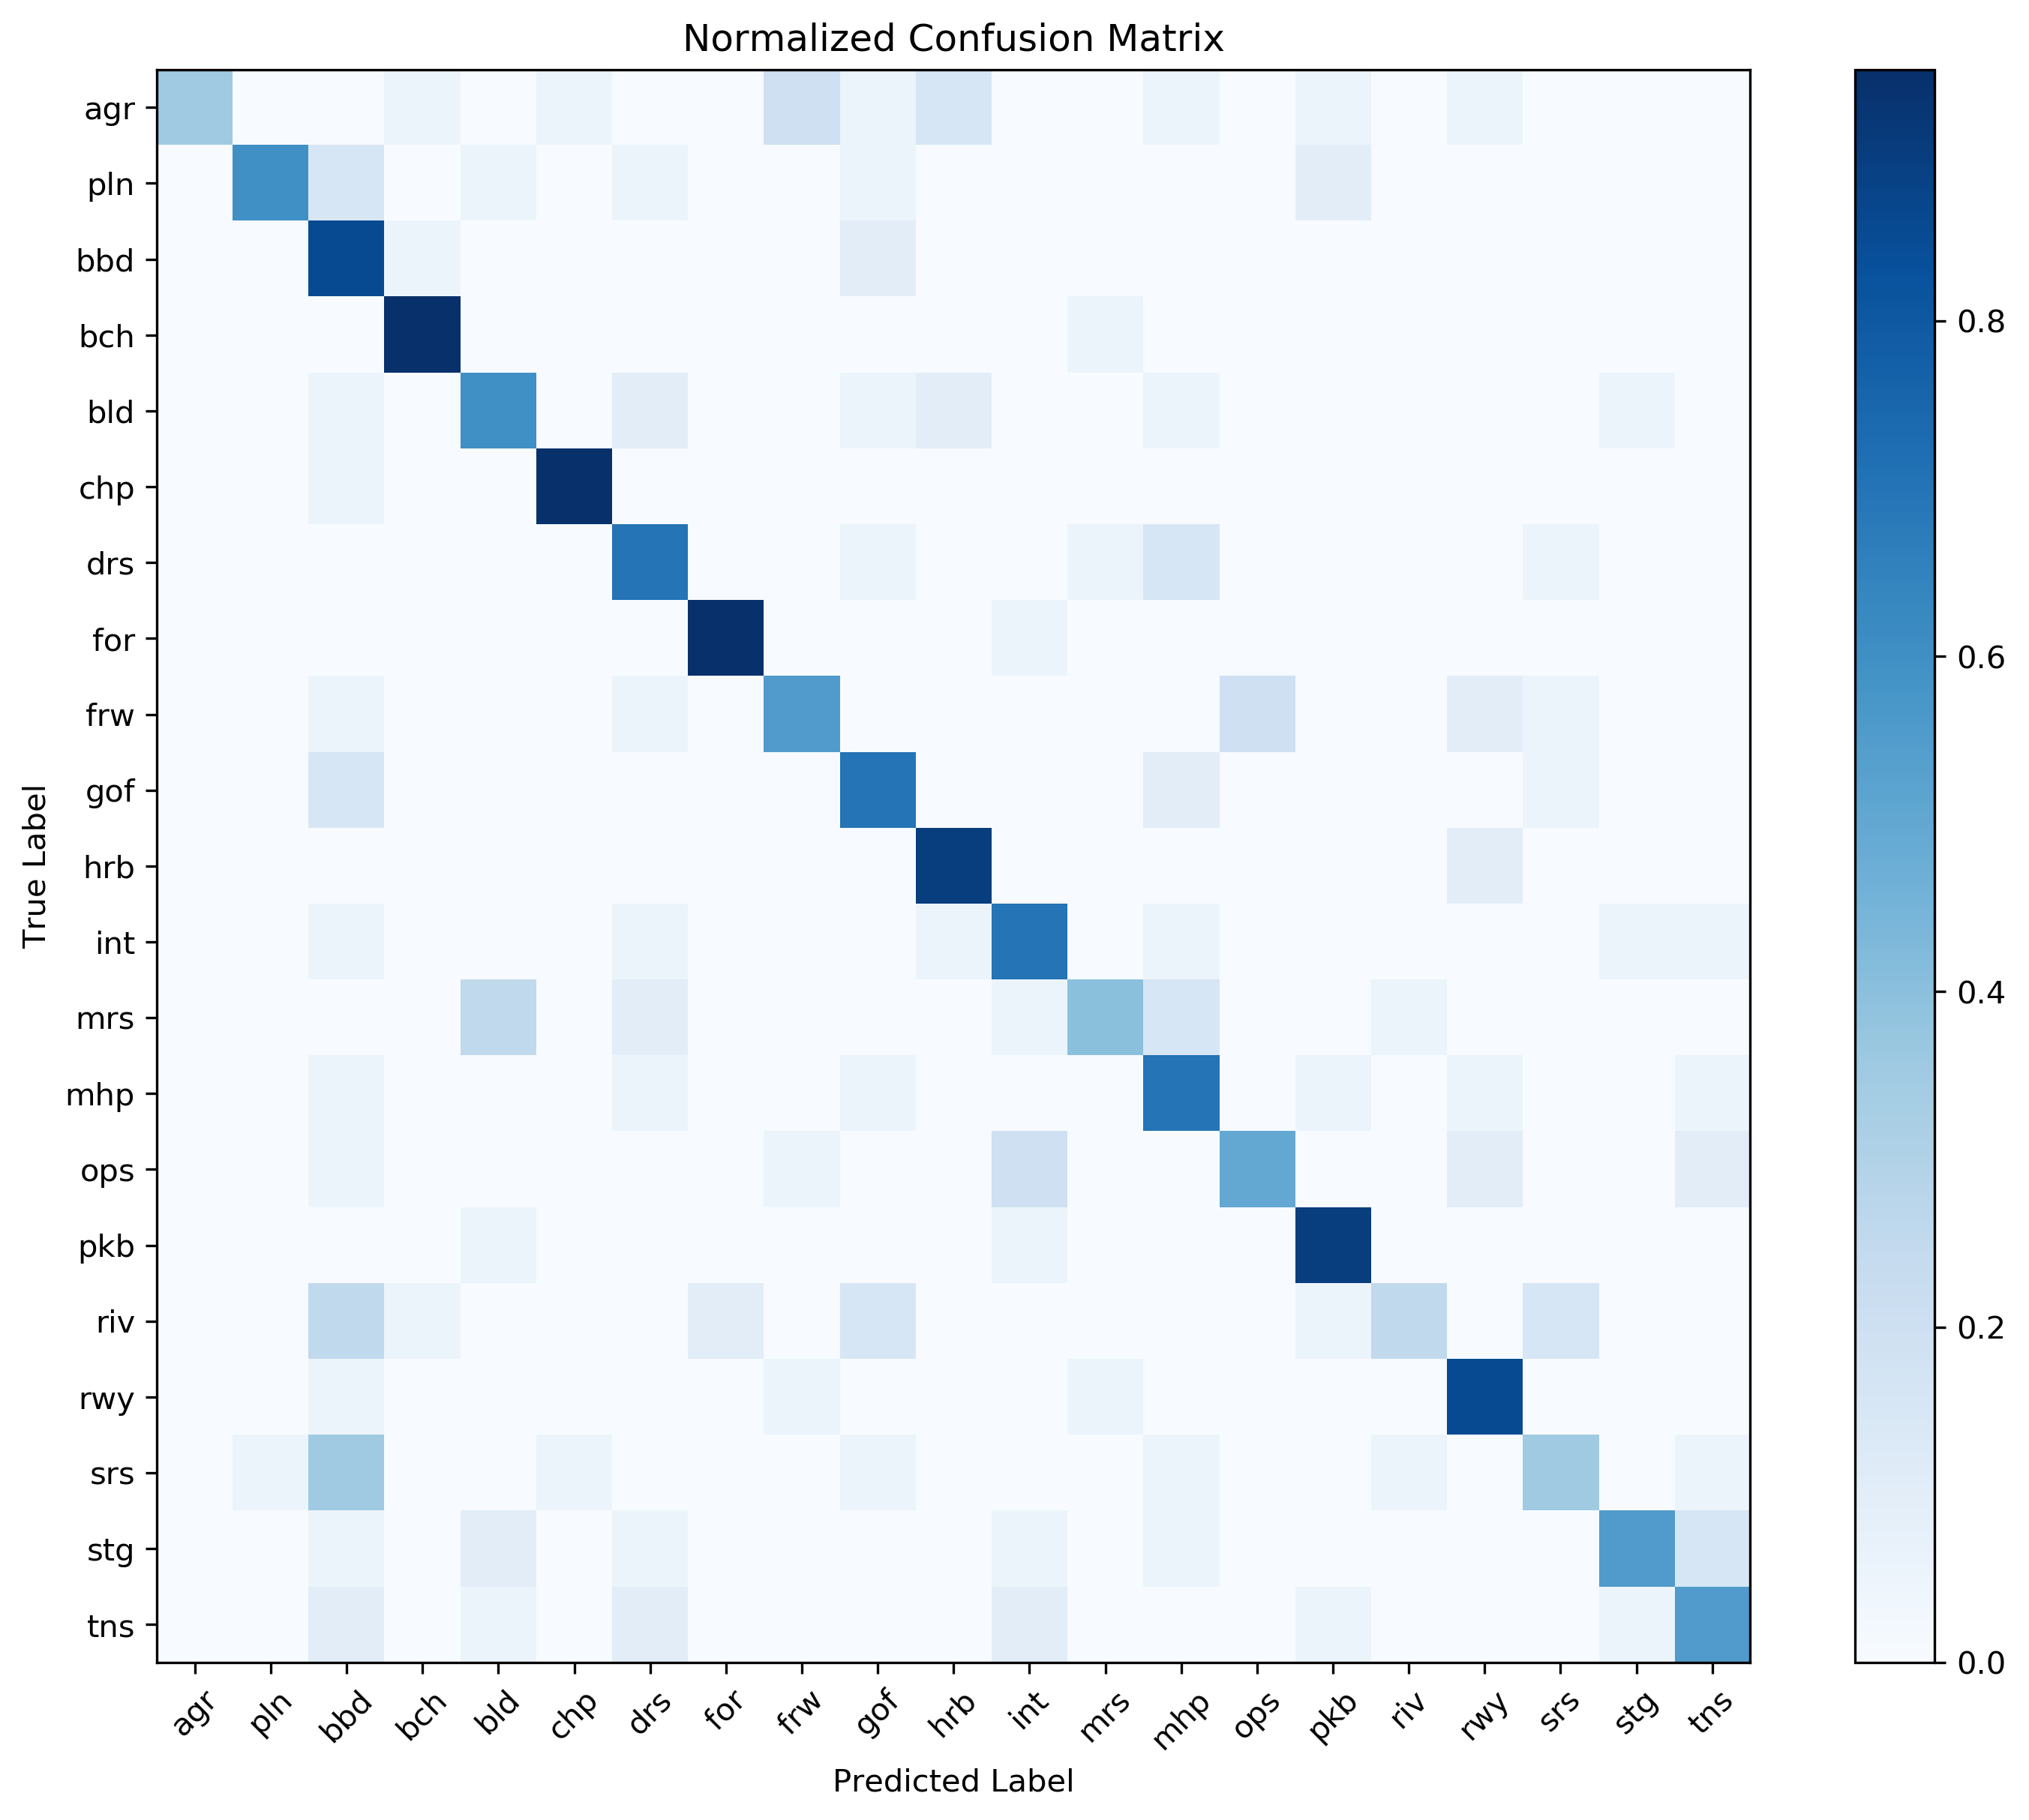 Normalized Confusion Matrix
True Label
agr
pln
bbd
bch
bld
chp
drs
for
frw
gof
hrb
int
mrs
mhp
ops
pkb
riv
rwy
srs
stg
tns
agr pln bbd bch bld chp drs for frw gof hrb int mrs mhp ops pkb riv rwy srs stg tns
Predicted Label
0.8
0.6
0.4
0.2
0.0